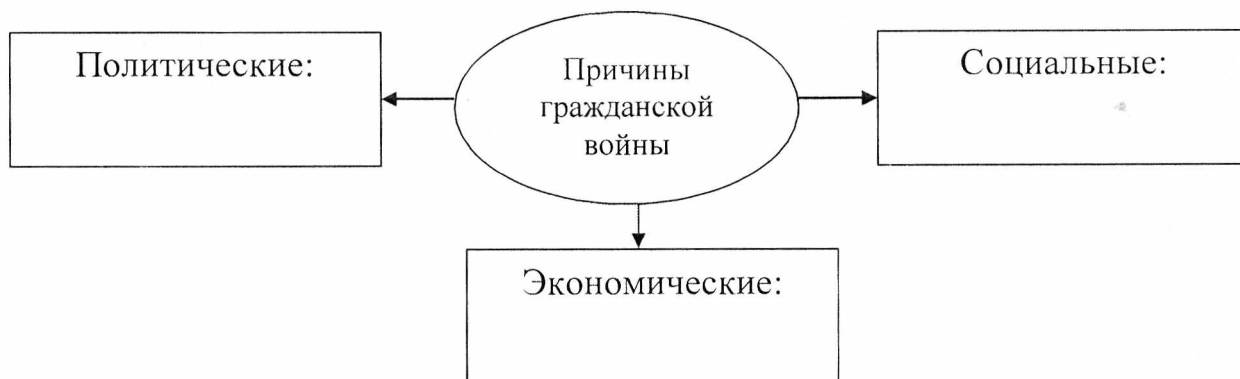 Политические:
Причины
гражданской
войны
Социальные:
Экономические: